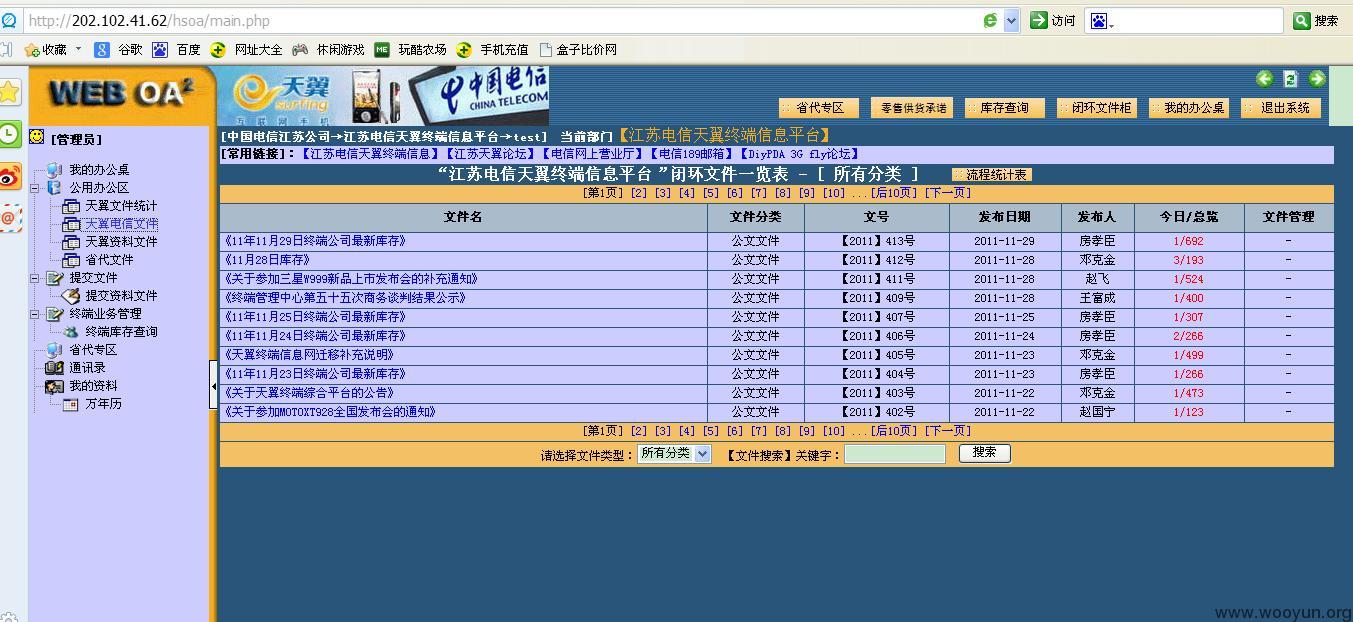 http://202.102.41.62/hsoa/main.php 访问 搜索
收藏 谷歌 百度 网址大全 休闲游戏 玩酷农场 手机充值 盒子比价网
WEB OA² 天翼 surfing 互联网手机 中国电信 CHINA TELECOM
省代专区 零售供货承诺 库存查询 闭环文件柜 我的办公桌 退出系统
[管理员]
我的办公桌
公用办公区
天翼文件统计
天翼电信文件
天翼资料文件
省代文件
提交文件
提交资料文件
终端业务管理
终端库存查询
省代专区
通讯录
我的资料
万年历
[中国电信江苏公司→江苏电信天翼终端信息平台→test] 当前部门【江苏电信天翼终端信息平台】
[常用链接]：【江苏电信天翼终端信息】【江苏天翼论坛】【电信网上营业厅】【电信189邮箱】【DiyPDA 3G fly论坛】
“江苏电信天翼终端信息平台 ”闭环文件一览表 - [ 所有分类 ] 流程统计表
[第1页] [2] [3] [4] [5] [6] [7] [8] [9] [10] ...[后10页] [下一页]
文件名 文件分类 文号 发布日期 发布人 今日/总览 文件管理
《11年11月29日终端公司最新库存》 公文文件 【2011】413号 2011-11-29 房孝臣 1/692 -
《11月28日库存》 公文文件 【2011】412号 2011-11-28 邓克金 3/193 -
《关于参加三星W999新品上市发布会的补充通知》 公文文件 【2011】411号 2011-11-28 赵飞 1/524 -
《终端管理中心第五十五次商务谈判结果公示》 公文文件 【2011】409号 2011-11-28 王富成 1/400 -
《11年11月25日终端公司最新库存》 公文文件 【2011】407号 2011-11-25 房孝臣 1/307 -
《11年11月24日终端公司最新库存》 公文文件 【2011】406号 2011-11-24 房孝臣 2/266 -
《天翼终端信息网迁移补充说明》 公文文件 【2011】405号 2011-11-23 邓克金 1/499 -
《11年11月23日终端公司最新库存》 公文文件 【2011】404号 2011-11-23 房孝臣 1/266 -
《关于天翼终端综合平台的公告》 公文文件 【2011】403号 2011-11-22 邓克金 1/473 -
《关于参加MOTOXT928全国发布会的通知》 公文文件 【2011】402号 2011-11-22 赵国宁 1/123 -
[第1页] [2] [3] [4] [5] [6] [7] [8] [9] [10] ...[后10页] [下一页]
请选择文件类型：所有分类 【文件搜索】关键字： 搜索
www.wooyun.org